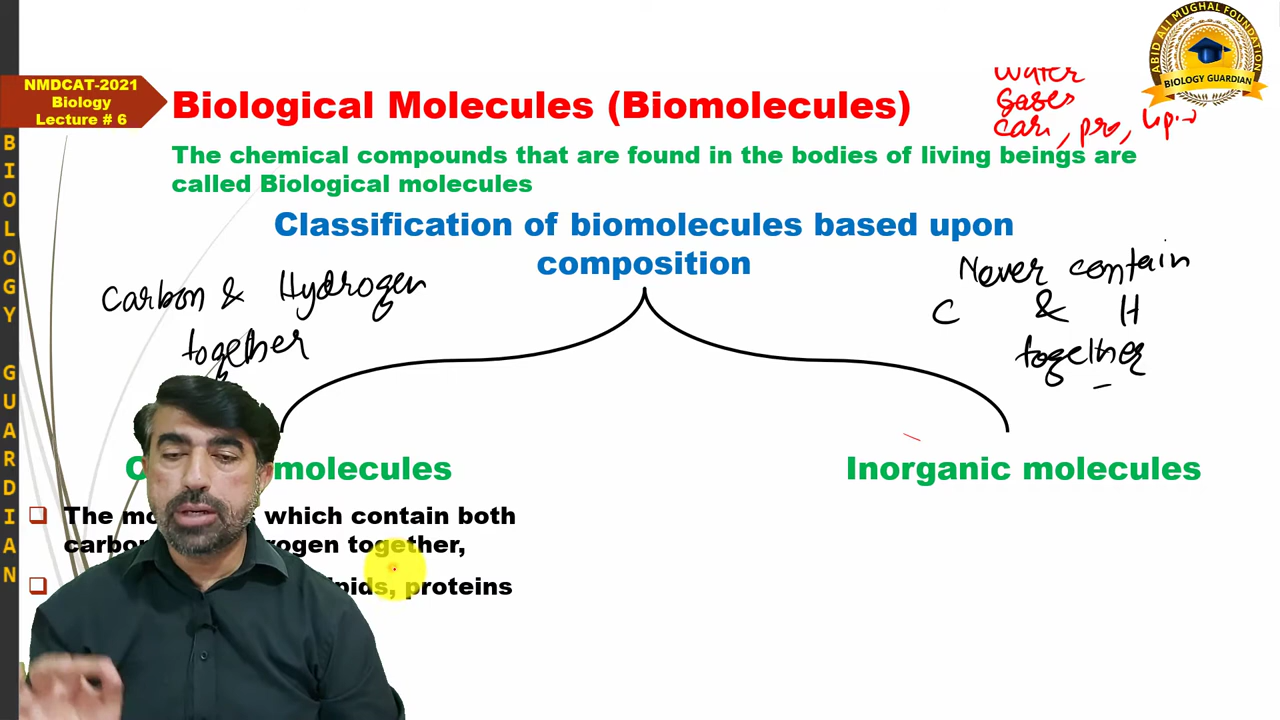 NMDCAT-2021
Biology
Lecture # 6
BIOLOGY GUARDIAN
Biological Molecules (Biomolecules)
Water
Gases
car, pro, lip
ABID ALI MUGHAL FOUNDATION
BIOLOGY GUARDIAN
The chemical compounds that are found in the bodies of living beings are
called Biological molecules
Classification of biomolecules based upon
composition
Carbon & Hydrogen
together
Never contain
C & H
together
molecules
The which contain both
together,
proteins
Inorganic molecules